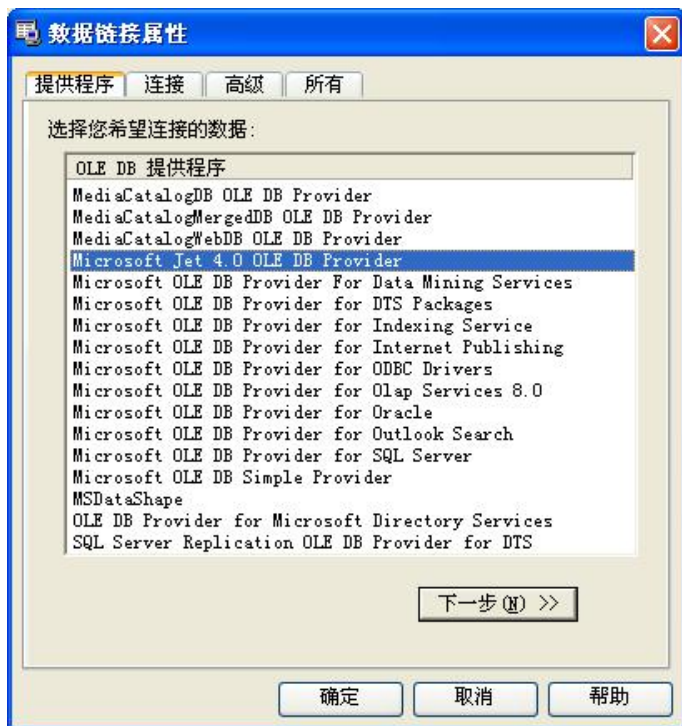 数据链接属性
提供程序 连接 高级 所有
选择您希望连接的数据:
OLE DB 提供程序
MediaCatalogDB OLE DB Provider
MediaCatalogMergedDB OLE DB Provider
MediaCatalogWebDB OLE DB Provider
Microsoft Jet 4.0 OLE DB Provider
Microsoft OLE DB Provider For Data Mining Services
Microsoft OLE DB Provider for DTS Packages
Microsoft OLE DB Provider for Indexing Service
Microsoft OLE DB Provider for Internet Publishing
Microsoft OLE DB Provider for ODBC Drivers
Microsoft OLE DB Provider for Olap Services 8.0
Microsoft OLE DB Provider for Oracle
Microsoft OLE DB Provider for Outlook Search
Microsoft OLE DB Provider for SQL Server
Microsoft OLE DB Simple Provider
MSDataShape
OLE DB Provider for Microsoft Directory Services
SQL Server Replication OLE DB Provider for DTS
下一步(N) >>
确定 取消 帮助